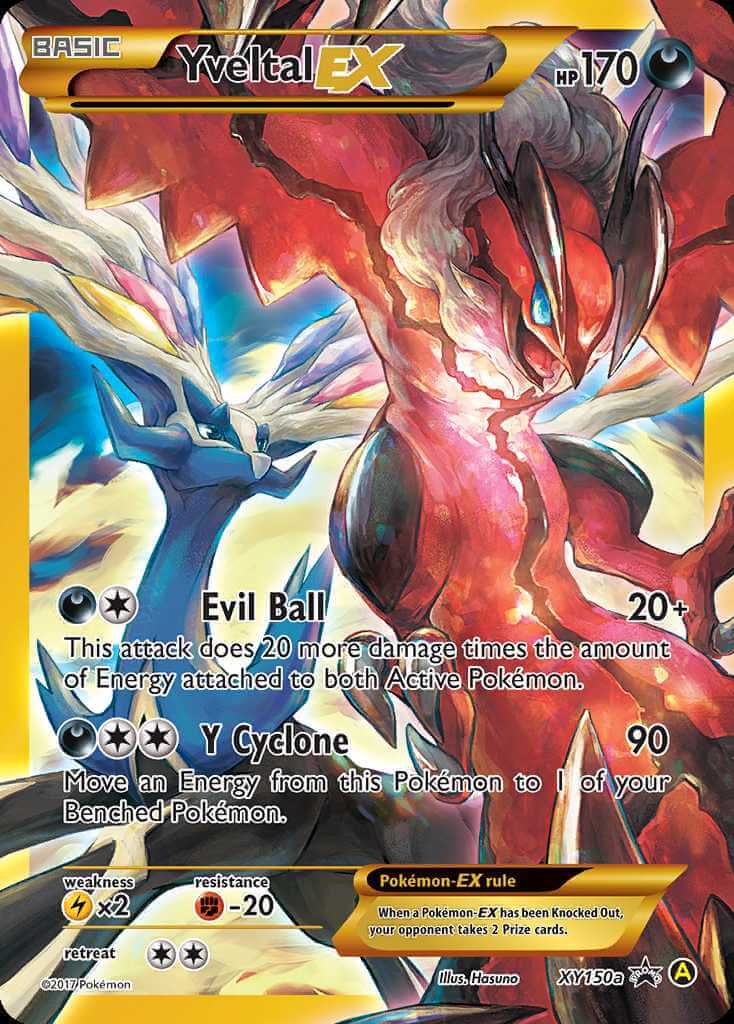 BASIC
Yveltal EX HP 170
Evil Ball 20+
This attack does 20 more damage times the amount
of Energy attached to both Active Pokémon.
Y Cyclone 90
Move an Energy from this Pokémon to 1 of your
Benched Pokémon.
weakness resistance
×2 -20
retreat
Pokémon-EX rule
When a Pokémon-EX has been Knocked Out,
your opponent takes 2 Prize cards.
©2017 Pokémon Illus. Hasuno XY150a PROMO A